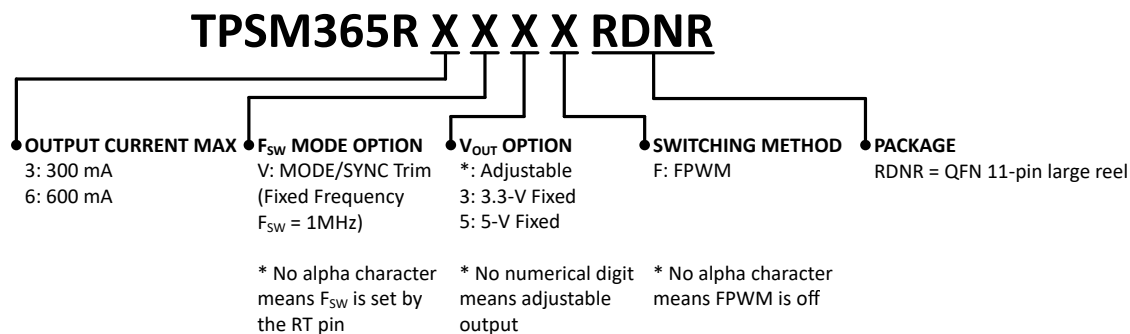 TPSM365R X X X X RDNR
OUTPUT CURRENT MAX
3: 300 mA
6: 600 mA
FSW MODE OPTION
V: MODE/SYNC Trim
(Fixed Frequency
FSW = 1MHz)
* No alpha character
means FSW is set by
the RT pin
VOUT OPTION
*: Adjustable
3: 3.3-V Fixed
5: 5-V Fixed
* No numerical digit
means adjustable
output
SWITCHING METHOD
F: FPWM
* No alpha character
means FPWM is off
PACKAGE
RDNR = QFN 11-pin large reel